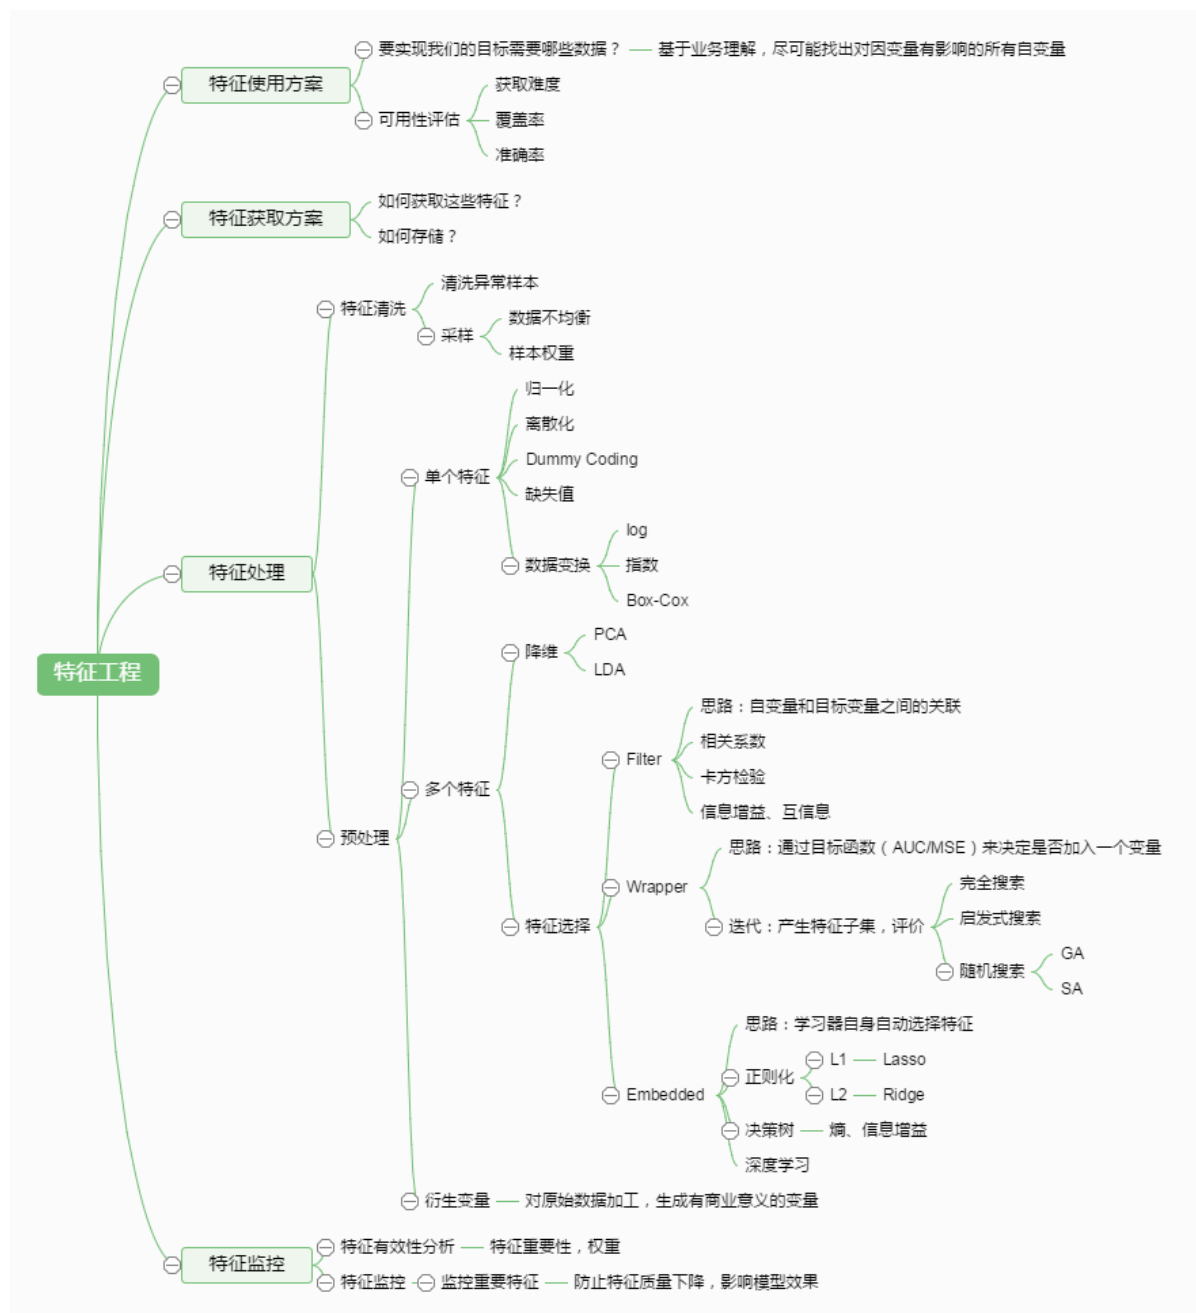 特征工程
特征使用方案
要实现我们的目标需要哪些数据？
基于业务理解，尽可能找出对因变量有影响的所有自变量
可用性评估
获取难度
覆盖率
准确率
特征获取方案
如何获取这些特征？
如何存储？
特征处理
特征清洗
清洗异常样本
采样
数据不均衡
样本权重
预处理
单个特征
归一化
离散化
Dummy Coding
缺失值
数据变换
log
指数
Box-Cox
多个特征
降维
PCA
LDA
特征选择
Filter
思路：自变量和目标变量之间的关联
相关系数
卡方检验
信息增益、互信息
Wrapper
思路：通过目标函数（AUC/MSE）来决定是否加入一个变量
迭代：产生特征子集，评价
完全搜索
启发式搜索
随机搜索
GA
SA
Embedded
思路：学习器自身自动选择特征
正则化
L1
Lasso
L2
Ridge
决策树
熵、信息增益
深度学习
衍生变量
对原始数据加工，生成有商业意义的变量
特征监控
特征有效性分析
特征重要性，权重
特征监控
监控重要特征
防止特征质量下降，影响模型效果